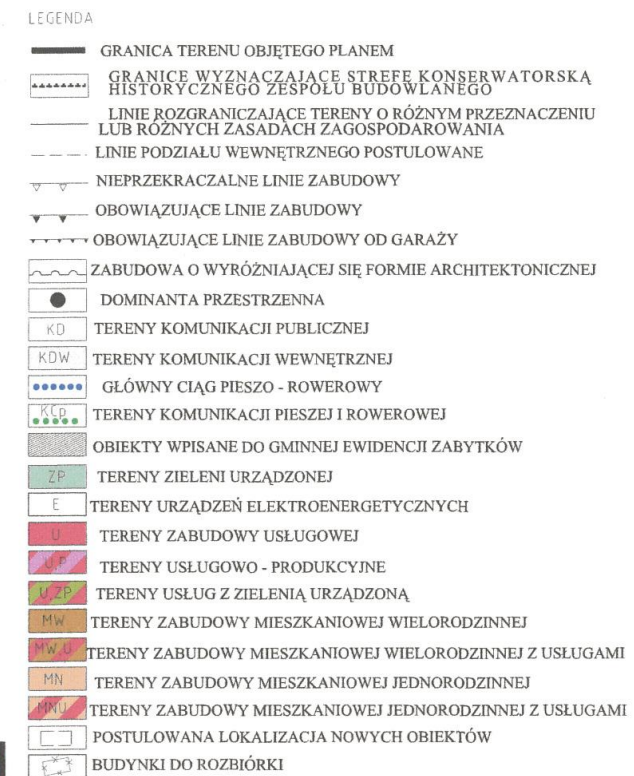 LEGENDA
GRANICA TERENU OBJĘTEGO PLANEM
GRANICE WYZNACZAJĄCE STREFĘ KONSERWATORSKĄ
HISTORYCZNEGO ZESPOŁU BUDOWLANEGO
LINIE ROZGRANICZAJĄCE TERENY O RÓŻNYM PRZEZNACZENIU
LUB RÓŻNYCH ZASADACH ZAGOSPODAROWANIA
LINIE PODZIAŁU WEWNĘTRZNEGO POSTULOWANE
NIEPRZEKRACZALNE LINIE ZABUDOWY
OBOWIĄZUJĄCE LINIE ZABUDOWY
OBOWIĄZUJĄCE LINIE ZABUDOWY OD GARAŻY
ZABUDOWA O WYRÓŻNIAJĄCEJ SIĘ FORMIE ARCHITEKTONICZNEJ
DOMINANTA PRZESTRZENNA
KD TERENY KOMUNIKACJI PUBLICZNEJ
KDW TERENY KOMUNIKACJI WEWNĘTRZNEJ
GŁÓWNY CIĄG PIESZO - ROWEROWY
KCp TERENY KOMUNIKACJI PIESZEJ I ROWEROWEJ
OBIEKTY WPISANE DO GMINNEJ EWIDENCJI ZABYTKÓW
ZP TERENY ZIELENI URZĄDZONEJ
E TERENY URZĄDZEŃ ELEKTROENERGETYCZNYCH
U TERENY ZABUDOWY USŁUGOWEJ
U,P TERENY USŁUGOWO - PRODUKCYJNE
U,ZP TERENY USŁUG Z ZIELENIĄ URZĄDZONĄ
MW TERENY ZABUDOWY MIESZKANIOWEJ WIELORODZINNEJ
MW,U TERENY ZABUDOWY MIESZKANIOWEJ WIELORODZINNEJ Z USŁUGAMI
MN TERENY ZABUDOWY MIESZKANIOWEJ JEDNORODZINNEJ
MNU TERENY ZABUDOWY MIESZKANIOWEJ JEDNORODZINNEJ Z USŁUGAMI
POSTULOWANA LOKALIZACJA NOWYCH OBIEKTÓW
BUDYNKI DO ROZBIÓRKI